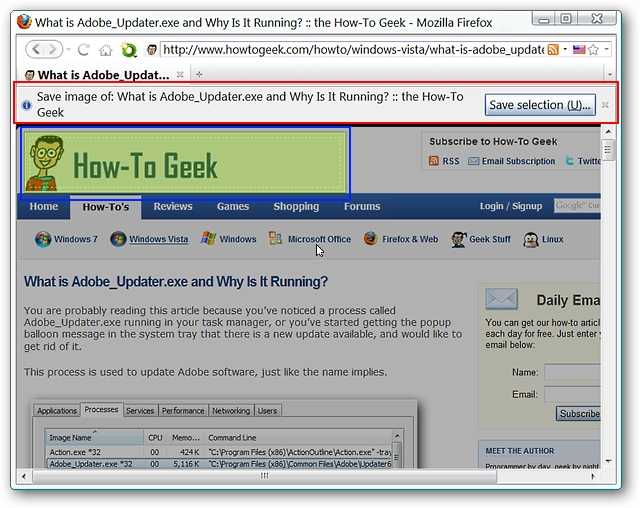 What is Adobe_Updater.exe and Why Is It Running? :: the How-To Geek - Mozilla Firefox
http://www.howtogeek.com/howto/windows-vista/what-is-adobe_update
What is Adobe_Updat...
Save image of: What is Adobe_Updater.exe and Why Is It Running? :: the How-To
Geek
Save selection (U)...
How-To Geek
Subscribe to How-To Geek
RSS Email Subscription Twitte
Home How-To's Reviews Games Shopping Forums Login / Signup Google™ Cus
Windows 7 Windows Vista Windows Microsoft Office Firefox & Web Geek Stuff Linux
What is Adobe_Updater.exe and Why Is It Running?
You are probably reading this article because you've noticed a process called
Adobe_Updater.exe running in your task manager, or you've started getting the popup
balloon message in the system tray that there is a new update available, and would like to
get rid of it.
This process is used to update Adobe software, just like the name implies.
Daily Ema
You can get our how-to articl
each day for free. Just enter y
email below:
Name:
Email:
Subscribe
MEET THE AUTHOR
Programmer by day, geek by night
Applications Processes Services Performance Networking Users
Image Name CPU Memo... Command Line
Action.exe *32 00 424 K "C:\Program Files (x86)\ActionOutline\Action.exe" -tray
Adobe_Updater.exe *32 00 5,116 K "C:\Program Files (x86)\Common Files\Adobe\Updater6